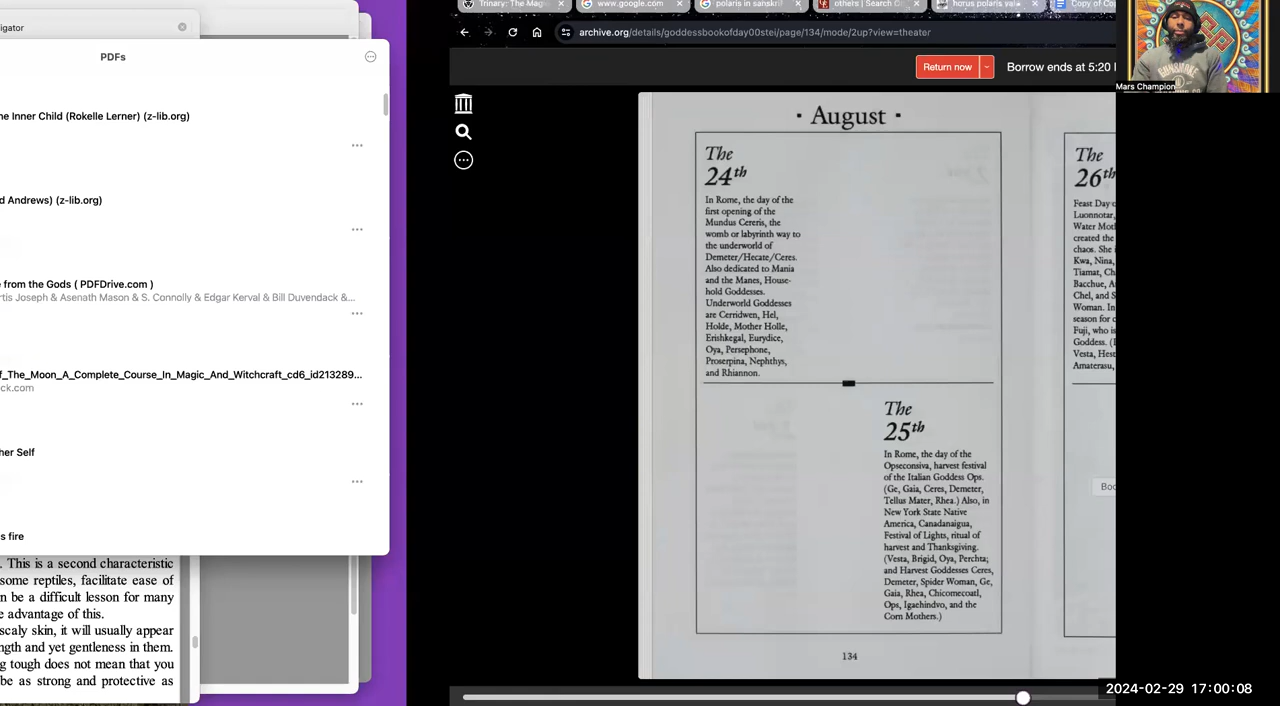 igator
PDFs
ne Inner Child (Rokelle Lerner) (z-lib.org)
d Andrews) (z-lib.org)
e from the Gods ( PDFDrive.com )
rtis Joseph & Asenath Mason & S. Connolly & Edgar Kerval & Bill Duvendack &...
f_The_Moon_A_Complete_Course_In_Magic_And_Witchcraft_cd6_id213289...
ck.com
her Self
s fire
. This is a second characteristic
some reptiles, facilitate ease of
n be a difficult lesson for many
e advantage of this.
scaly skin, it will usually appear
ngth and yet gentleness in them.
g tough does not mean that you
be as strong and protective as
Trinary: The Magi
www.google.com
polaris in sanskrit
others | Search O
horus polaris yala
Copy of Co
archive.org/details/goddessbookofday00stei/page/134/mode/2up?view=theater
Return now
Borrow ends at 5:20
Mars Champion
· August ·
The
24th
In Rome, the day of the
first opening of the
Mundus Cereris, the
womb or labyrinth way to
the underworld of
Demeter/Hecate/Ceres.
Also dedicated to Mania
and the Manes, House-
hold Goddesses.
Underworld Goddesses
are Cerridwen, Hel,
Holde, Mother Holle,
Erishkegal, Eurydice,
Oya, Persephone,
Proserpina, Nephthys,
and Rhiannon.
The
25th
In Rome, the day of the
Opseconsiva, harvest festival
of the Italian Goddess Ops.
(Ge, Gaia, Ceres, Demeter,
Tellus Mater, Rhea.) Also, in
New York State Native
America, Canadanaigua,
Festival of Lights, ritual of
harvest and Thanksgiving.
(Vesta, Brigid, Oya, Perchta;
and Harvest Goddesses Ceres,
Demeter, Spider Woman, Ge,
Gaia, Rhea, Chicomecoatl,
Ops, Igaehindvo, and the
Corn Mothers.)
134
The
26th
Feast Day o
Luonnotar,
Water Moth
created the
chaos. She i
Kwa, Nina,
Tiamat, Ch
Bacchue, A
Chel, and S
Woman. In
season for c
Fuji, who is
Goddess. (I
Vesta, Hest
Amaterasu,
Boo
2024-02-29 17:00:08